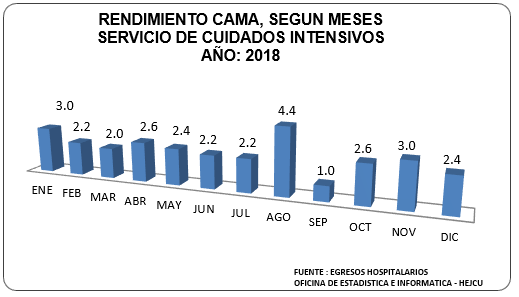 RENDIMIENTO CAMA, SEGUN MESES
SERVICIO DE CUIDADOS INTENSIVOS
AÑO: 2018
3.0
2.2
2.0
2.6
2.4
2.2
2.2
4.4
1.0
2.6
3.0
2.4
ENE
FEB
MAR
ABR
MAY
JUN
JUL
AGO
SEP
OCT
NOV
DIC
FUENTE : EGRESOS HOSPITALARIOS
OFICINA DE ESTADISTICA E INFORMATICA - HEJCU